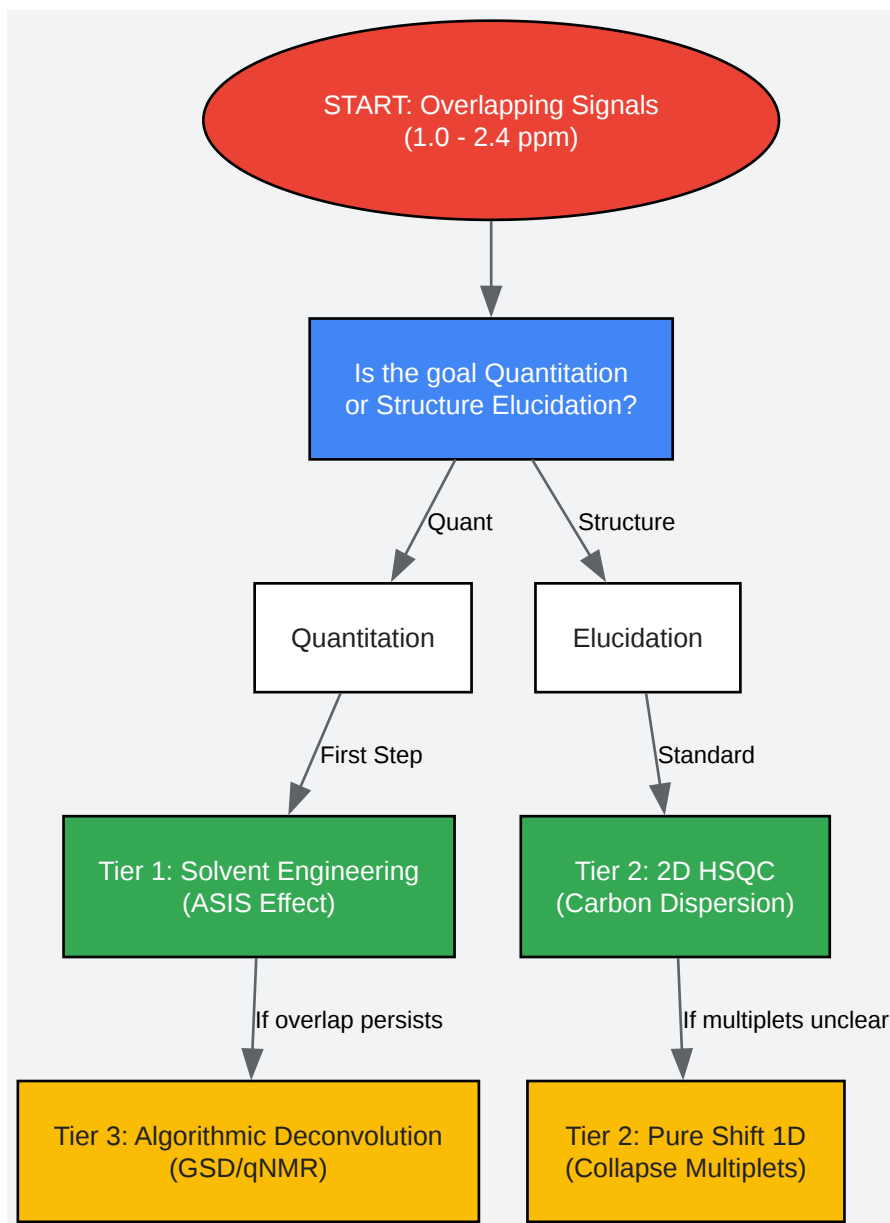 START: Overlapping Signals
(1.0 - 2.4 ppm)
Is the goal Quantitation
or Structure Elucidation?
Quant
Structure
Quantitation
Elucidation
First Step
Standard
Tier 1: Solvent Engineering
(ASIS Effect)
Tier 2: 2D HSQC
(Carbon Dispersion)
If overlap persists
If multiplets unclear
Tier 3: Algorithmic Deconvolution
(GSD/qNMR)
Tier 2: Pure Shift 1D
(Collapse Multiplets)